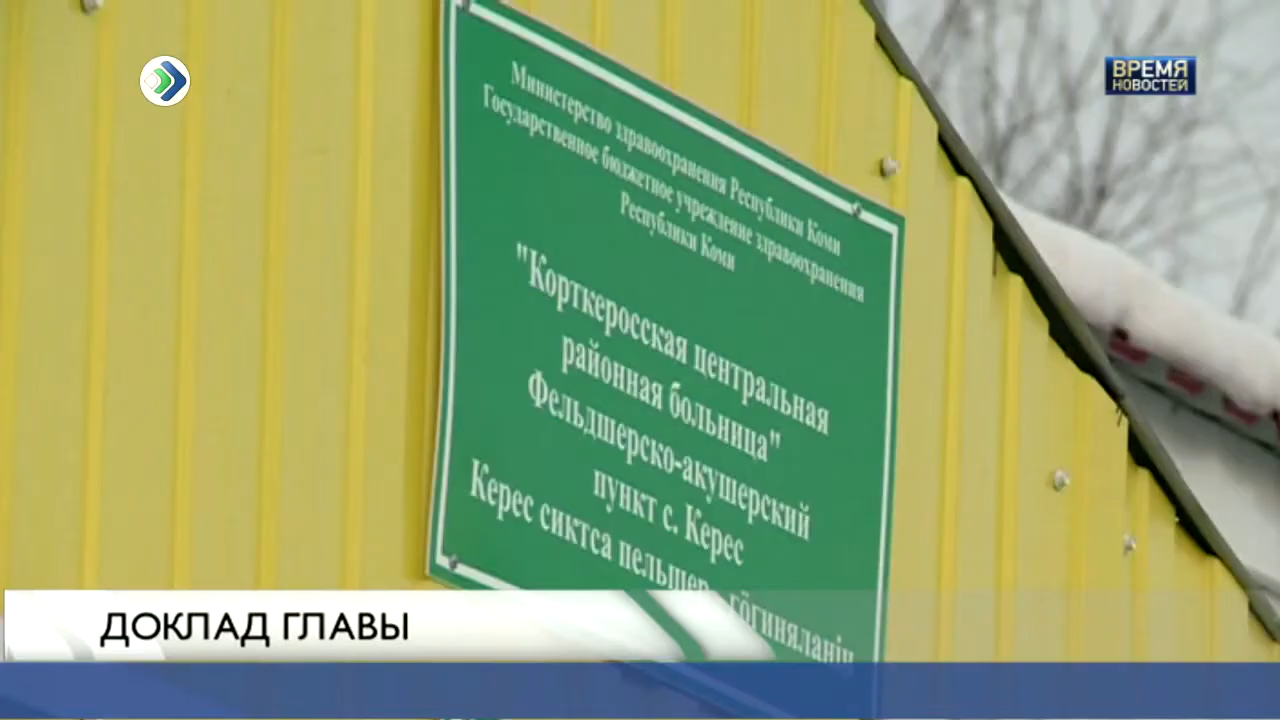 ВРЕМЯ
НОВОСТЕЙ
Министерство здравоохранения Республики Коми
Государственное бюджетное учреждение здравоохранения
Республики Коми
"Корткеросская центральная
районная больница"
Фельдшерско-акушерский
пункт с. Керес
Керес сиктса пельшер гӧгиняланін
ДОКЛАД ГЛАВЫ